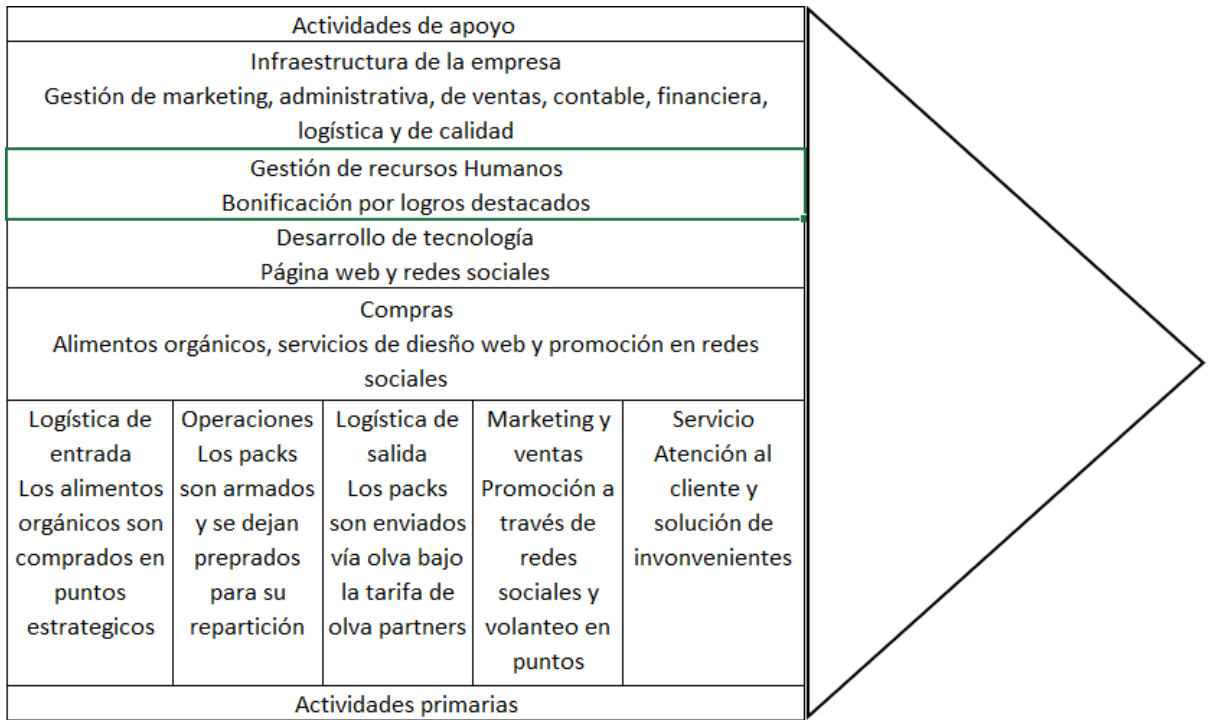 Actividades de apoyo
Infraestructura de la empresa
Gestión de marketing, administrativa, de ventas, contable, financiera,
logística y de calidad
Gestión de recursos Humanos
Bonificación por logros destacados
Desarrollo de tecnología
Página web y redes sociales
Compras
Alimentos orgánicos, servicios de diesño web y promoción en redes
sociales
Logística de
entrada
Los alimentos
orgánicos son
comprados en
puntos
estrategicos
Operaciones
Los packs
son armados
y se dejan
preprados
para su
repartición
Logística de
salida
Los packs
son enviados
vía olva bajo
la tarifa de
olva partners
Marketing y
ventas
Promoción a
través de
redes
sociales y
volanteo en
puntos
Servicio
Atención al
cliente y
solución de
invonvenientes
Actividades primarias